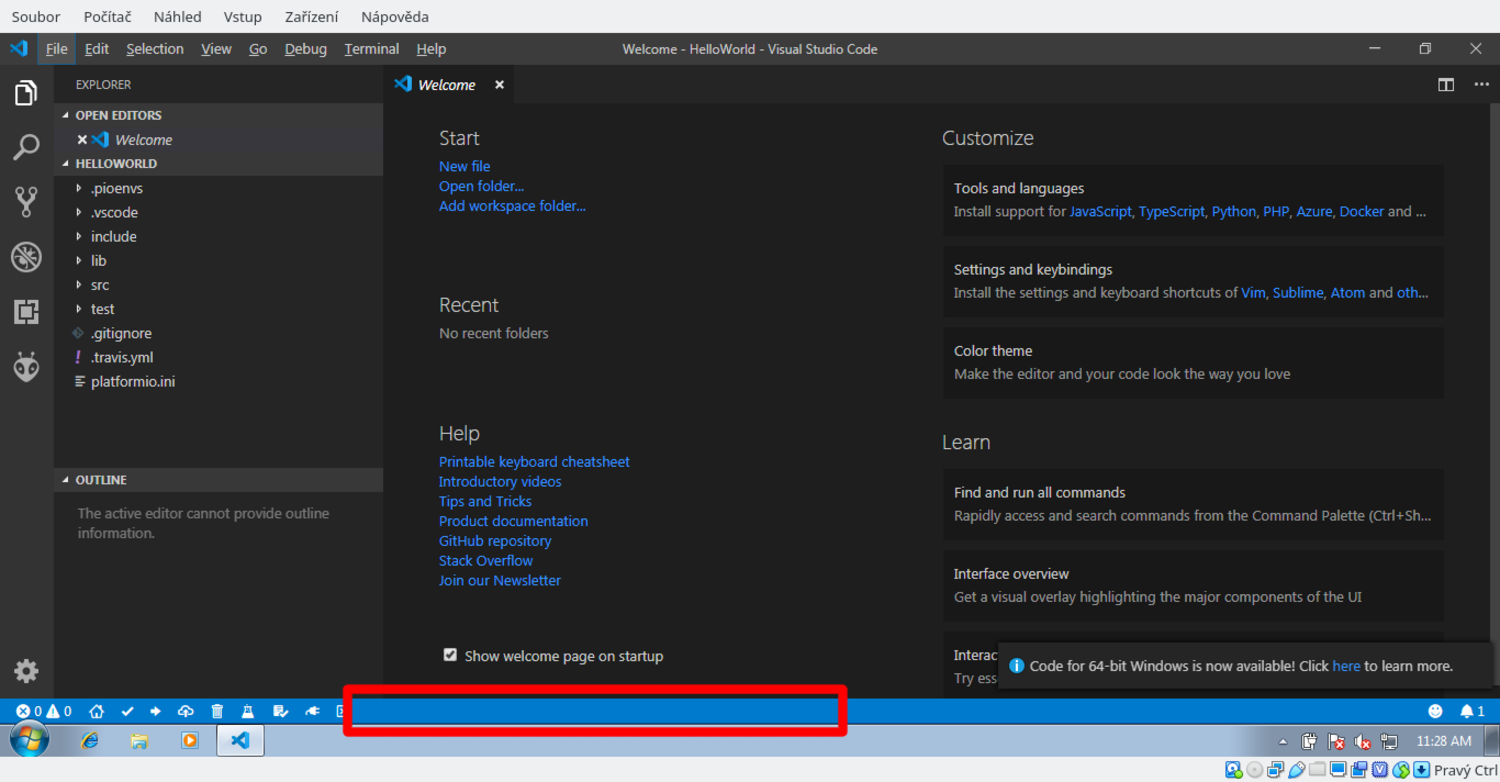 Soubor Počítač Náhled Vstup Zařízení Nápověda
File Edit Selection View Go Debug Terminal Help Welcome - HelloWorld - Visual Studio Code
EXPLORER
Welcome
OPEN EDITORS
Welcome
HELLOWORLD
.pioenvs
.vscode
include
lib
src
test
.gitignore
.travis.yml
platformio.ini
OUTLINE
The active editor cannot provide outline
information.
Start
New file
Open folder...
Add workspace folder...
Recent
No recent folders
Help
Printable keyboard cheatsheet
Introductory videos
Tips and Tricks
Product documentation
GitHub repository
Stack Overflow
Join our Newsletter
Show welcome page on startup
Customize
Tools and languages
Install support for JavaScript, TypeScript, Python, PHP, Azure, Docker and ...
Settings and keybindings
Install the settings and keyboard shortcuts of Vim, Sublime, Atom and oth...
Color theme
Make the editor and your code look the way you love
Learn
Find and run all commands
Rapidly access and search commands from the Command Palette (Ctrl+Sh...
Interface overview
Get a visual overlay highlighting the major components of the UI
Interac
Try ess
Code for 64-bit Windows is now available! Click here to learn more.
0 0 1
11:28 AM
Pravý Ctrl